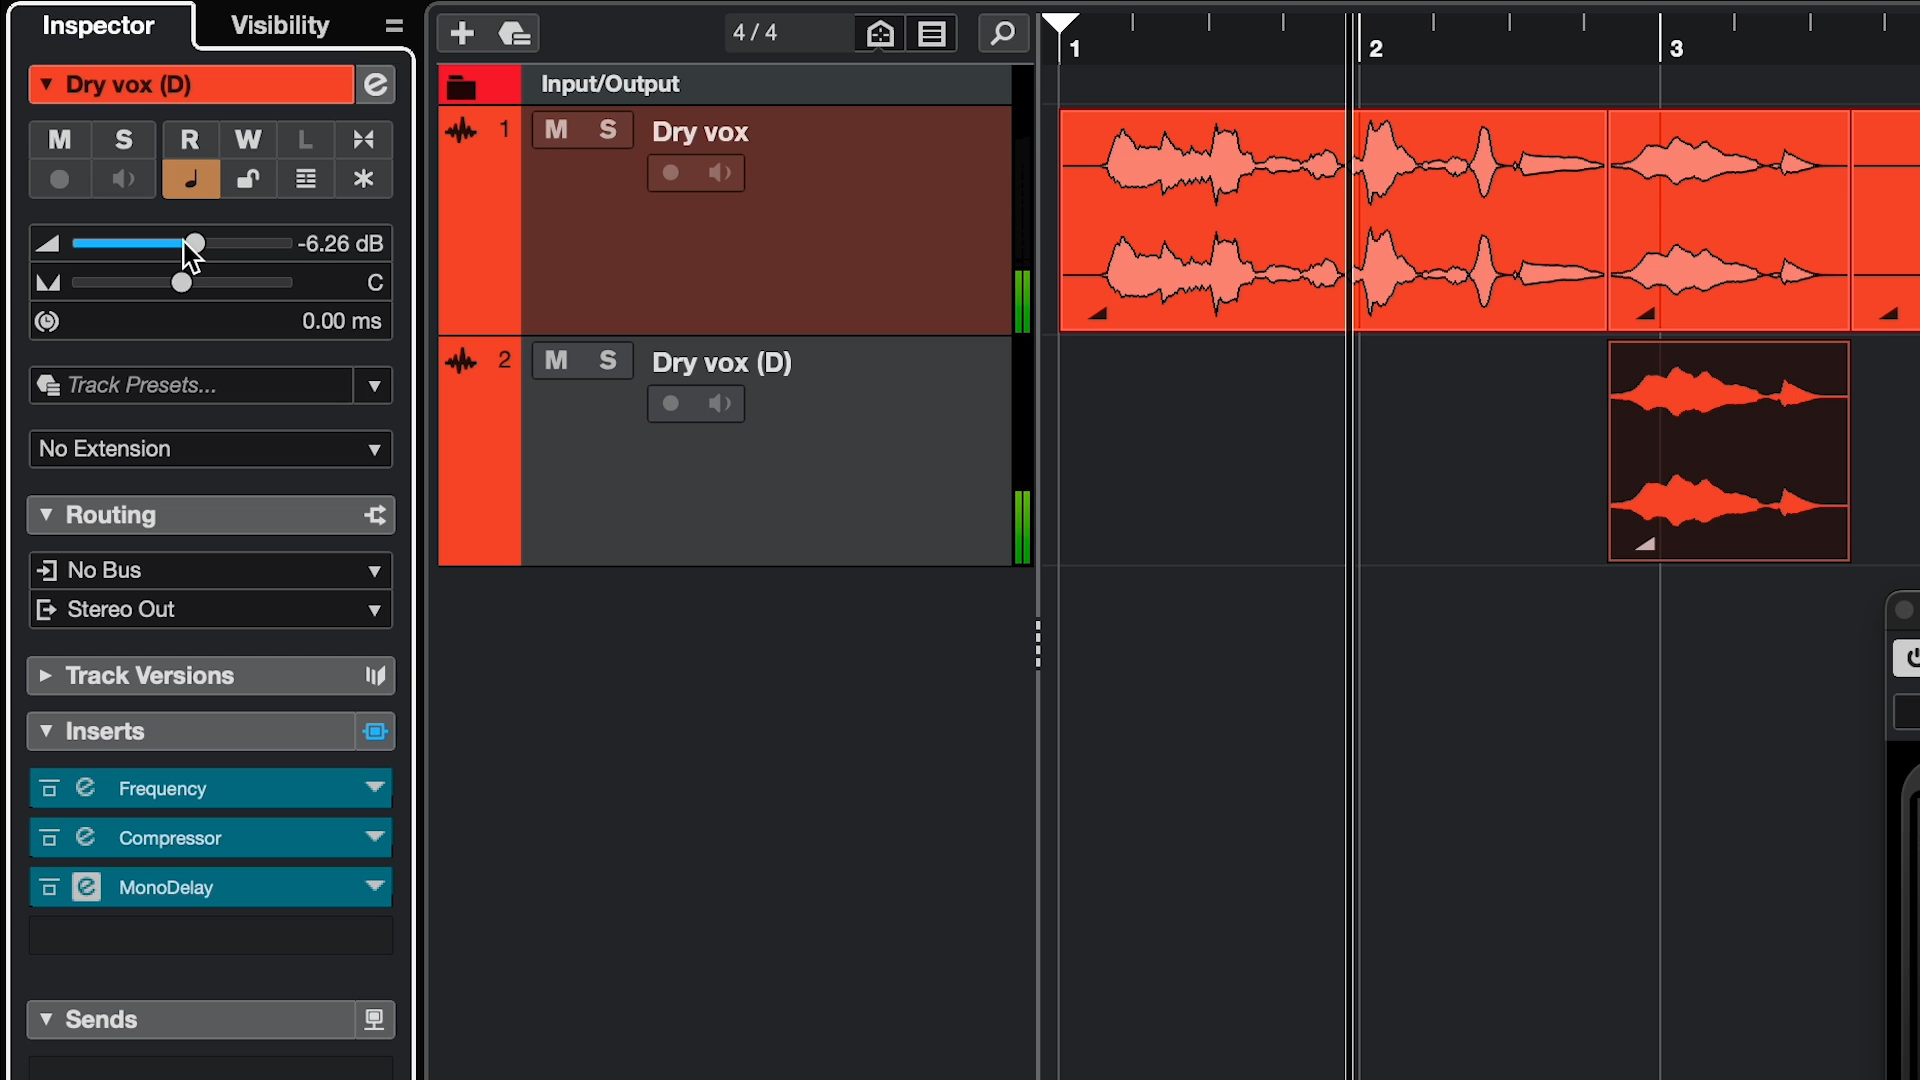 Inspector
Visibility
Dry vox (D)
M S R W L
-6.26 dB
C
0.00 ms
Track Presets...
No Extension
Routing
No Bus
Stereo Out
Track Versions
Inserts
Frequency
Compressor
MonoDelay
Sends
4 / 4
Input/Output
1 M S Dry vox
2 M S Dry vox (D)
1 2 3